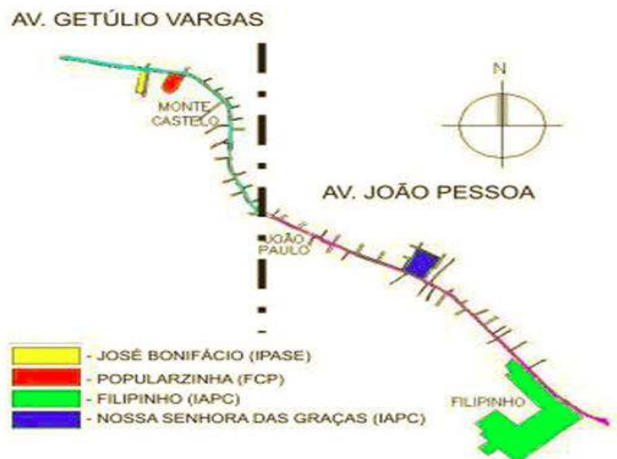 AV. GETÚLIO VARGAS
N
MONTE
CASTELO
AV. JOÃO PESSOA
JOÃO
PAULO
- JOSÉ BONIFÁCIO (IPASE)
- POPULARZINHA (FCP)
- FILIPINHO (IAPC)
- NOSSA SENHORA DAS GRAÇAS (IAPC)
FILIPINHO